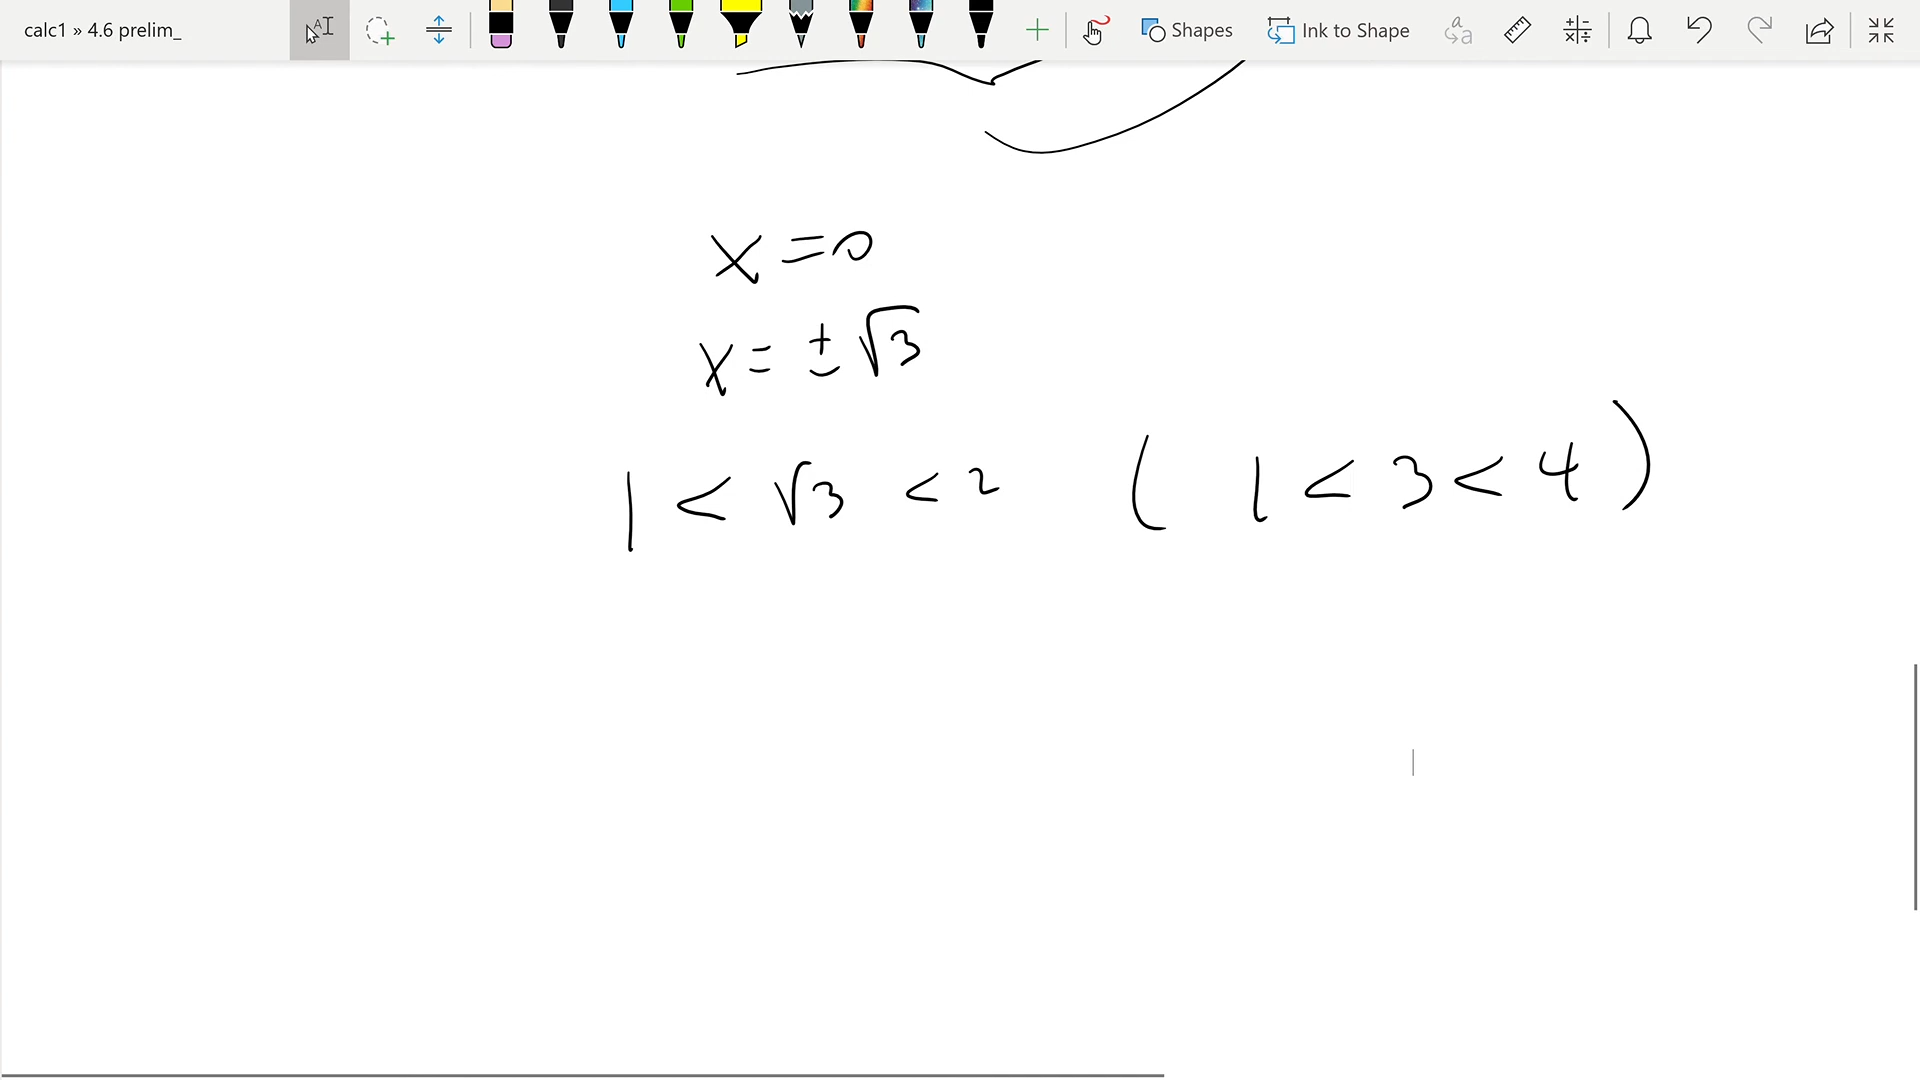 calc1 » 4.6 prelim_
Shapes
Ink to Shape
x = 0
x = ± √3
1 < √3 < 2 ( 1 < 3 < 4 )